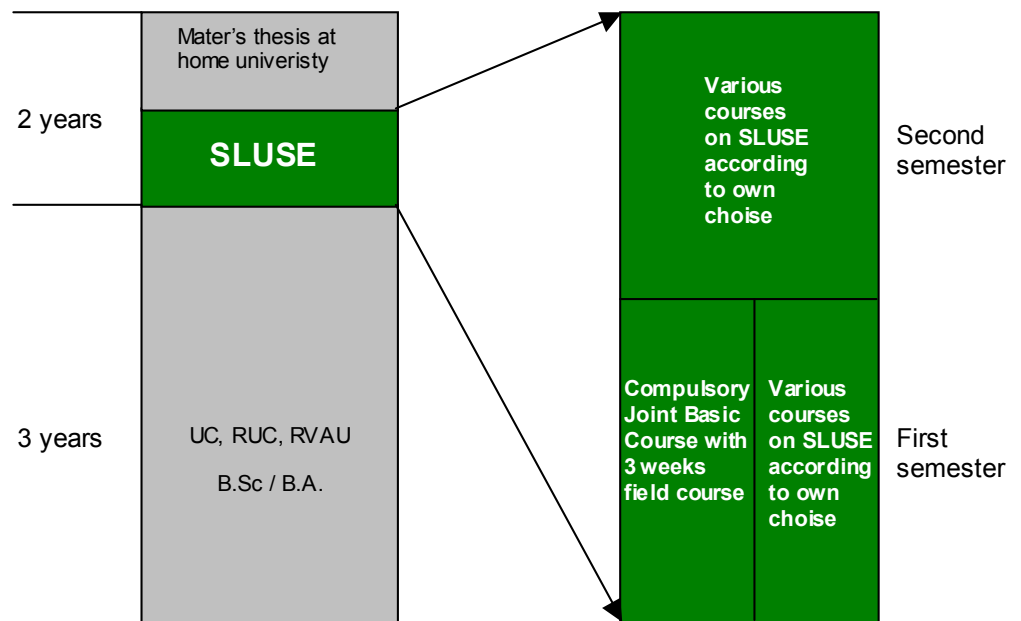 Mater's thesis at
home univeristy
2 years
SLUSE
3 years
UC, RUC, RVAU
B.Sc / B.A.
Various
courses
on SLUSE
according
to own
choise
Second
semester
Compulsory
Joint Basic
Course with
3 weeks
field course
Various
courses
on SLUSE
according
to own
choise
First
semester